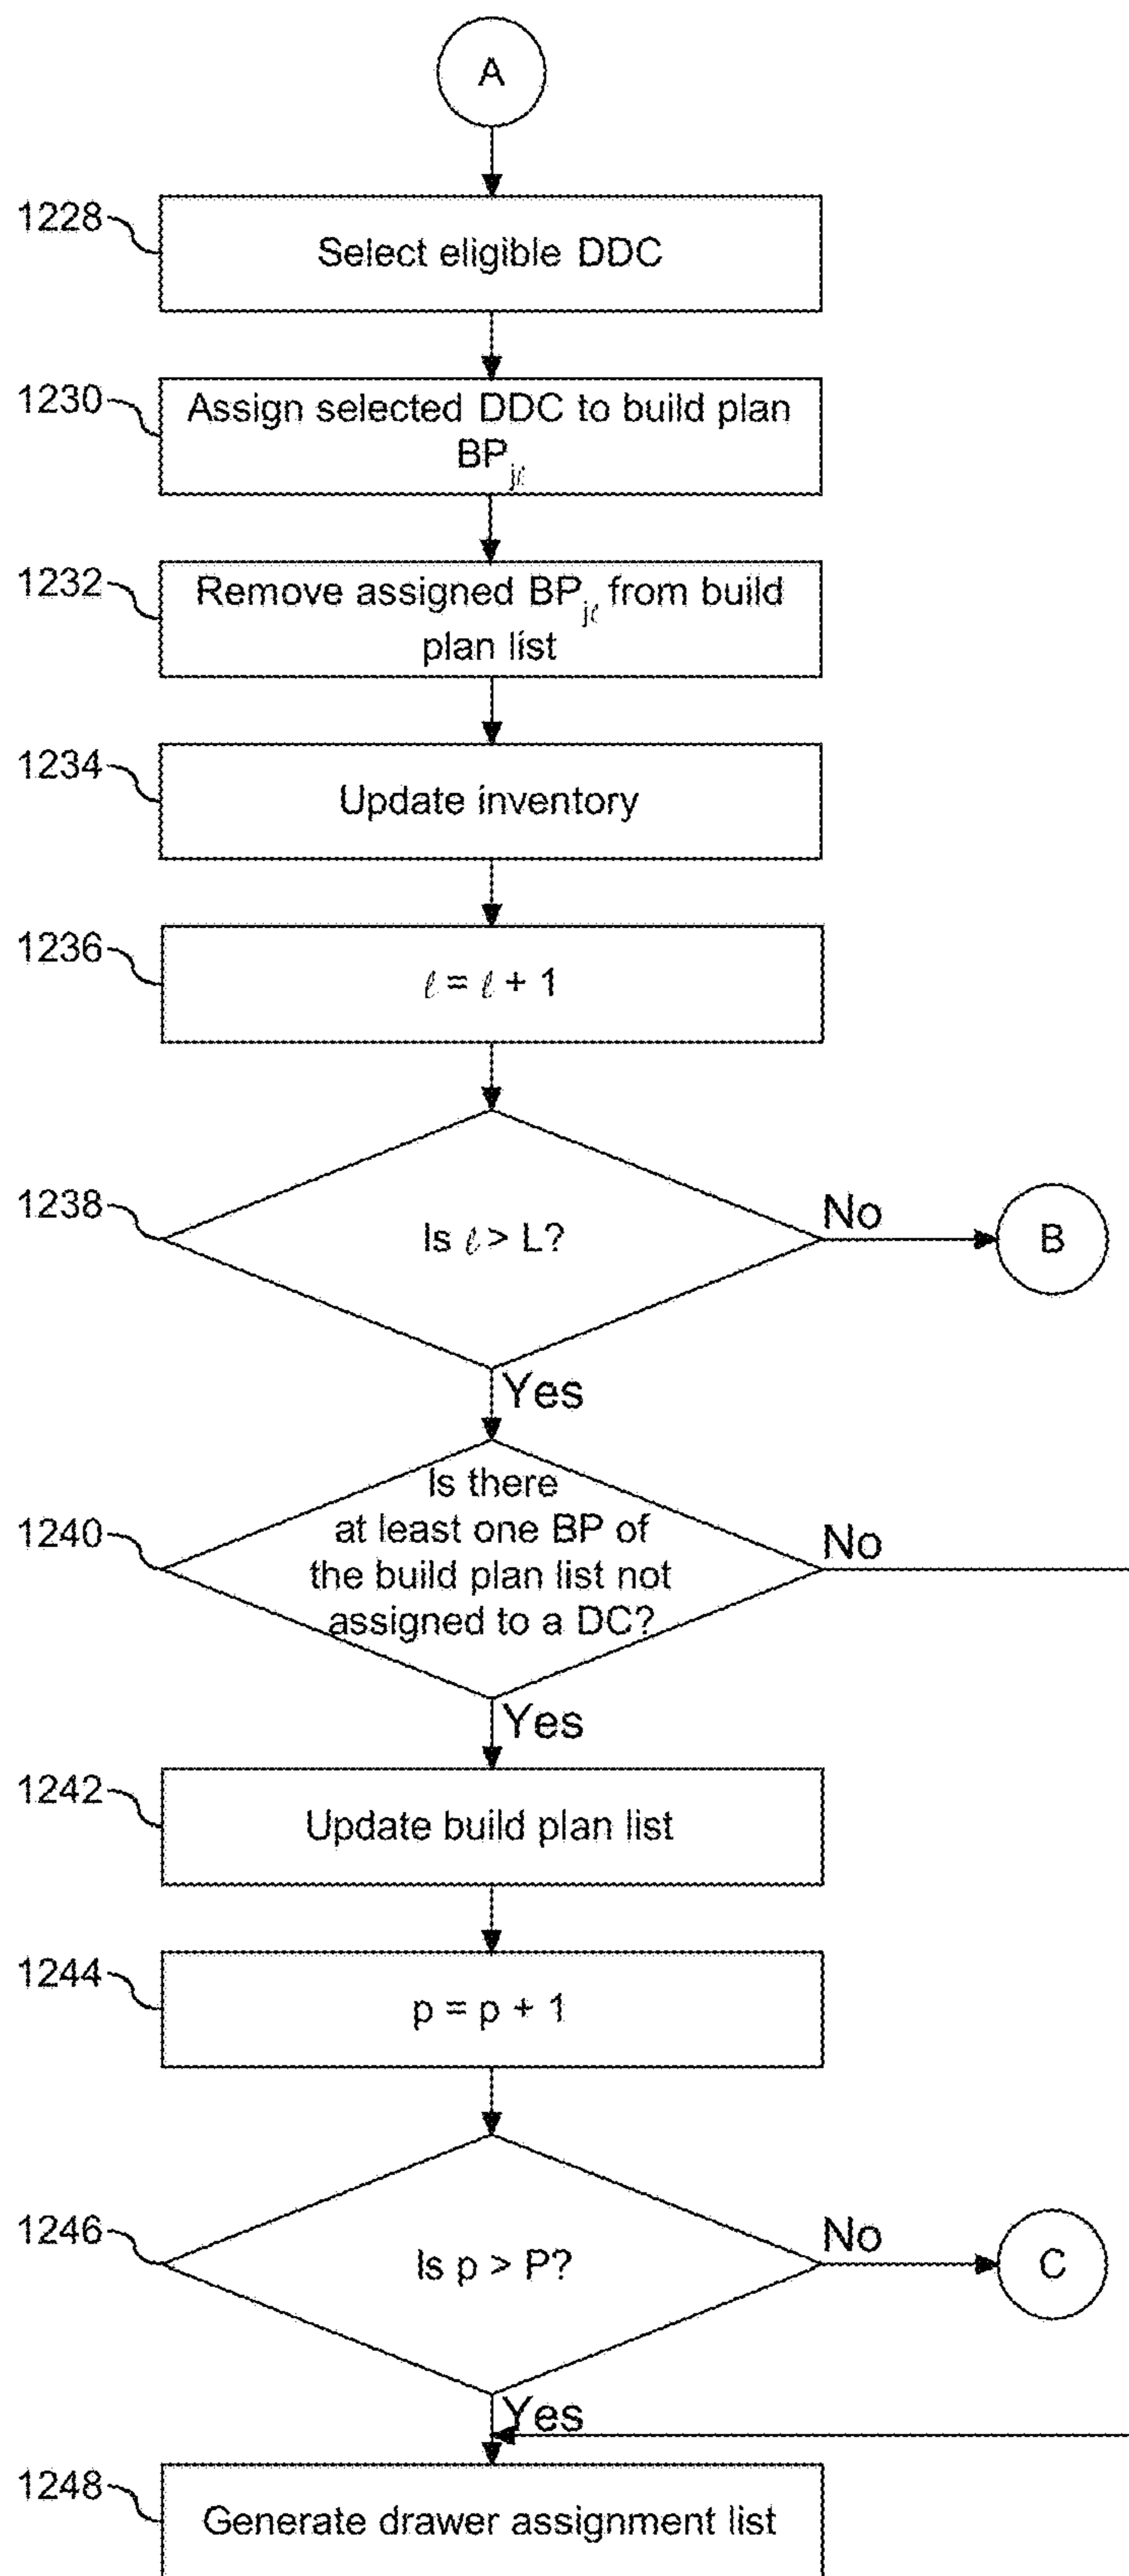 A
1228
Select eligible DDC
1230
Assign selected DDC to build plan
BPjℓ
1232
Remove assigned BPjℓ from build
plan list
1234
Update inventory
1236
ℓ = ℓ + 1
1238
Is ℓ > L?
No
B
Yes
1240
Is there
at least one BP of
the build plan list not
assigned to a DC?
No
Yes
1242
Update build plan list
1244
p = p + 1
1246
Is p > P?
No
C
Yes
1248
Generate drawer assignment list